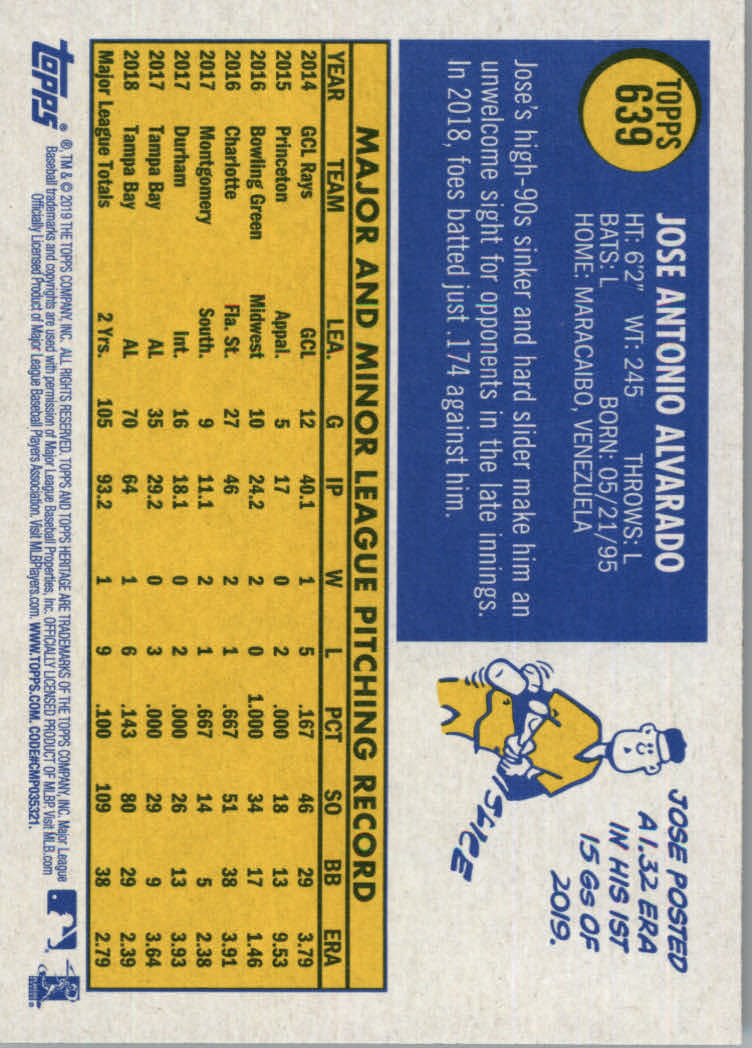 TOPPS
639
JOSE ANTONIO ALVARADO
HT: 6'2" WT: 245 THROWS: L
BATS: L BORN: 05/21/95
HOME: MARACAIBO, VENEZUELA
Jose's high-90s sinker and hard slider make him an
unwelcome sight for opponents in the late innings.
In 2018, foes batted just .174 against him.
JOSE POSTED
A 1.32 ERA
IN HIS 1ST
15 GS OF
2019.
SLICE
MAJOR AND MINOR LEAGUE PITCHING RECORD
YEAR TEAM LEA. G IP W L PCT SO BB ERA
2014 GCL Rays GCL 12 40.1 1 5 .167 46 29 3.79
2015 Princeton Appal. 5 17 0 2 .000 18 13 9.53
2016 Bowling Green Midwest 10 24.2 2 0 1.000 34 17 1.46
2016 Charlotte Fla. St. 27 46 2 1 .667 51 38 3.91
2017 Montgomery South. 9 11.1 2 1 .667 14 5 2.38
2017 Durham Int. 16 18.1 0 2 .000 26 13 3.93
2017 Tampa Bay AL 35 29.2 0 3 .000 29 9 3.64
2018 Tampa Bay AL 70 64 1 6 .143 80 29 2.39
Major League Totals 2 Yrs. 105 93.2 1 9 .100 109 38 2.79
topps
® ®, TM & © 2019 THE TOPPS COMPANY, INC. ALL RIGHTS RESERVED. TOPPS AND TOPPS HERITAGE ARE TRADEMARKS OF THE TOPPS COMPANY, INC. Major League
Baseball trademarks and copyrights are used with permission of Major League Baseball Properties, Inc. OFFICIALLY LICENSED PRODUCT OF MLBP. Visit MLB.com
Officially Licensed Product of Major League Baseball Players Association. Visit MLBPlayers.com. WWW.TOPPS.COM. CODE#CMP035321.